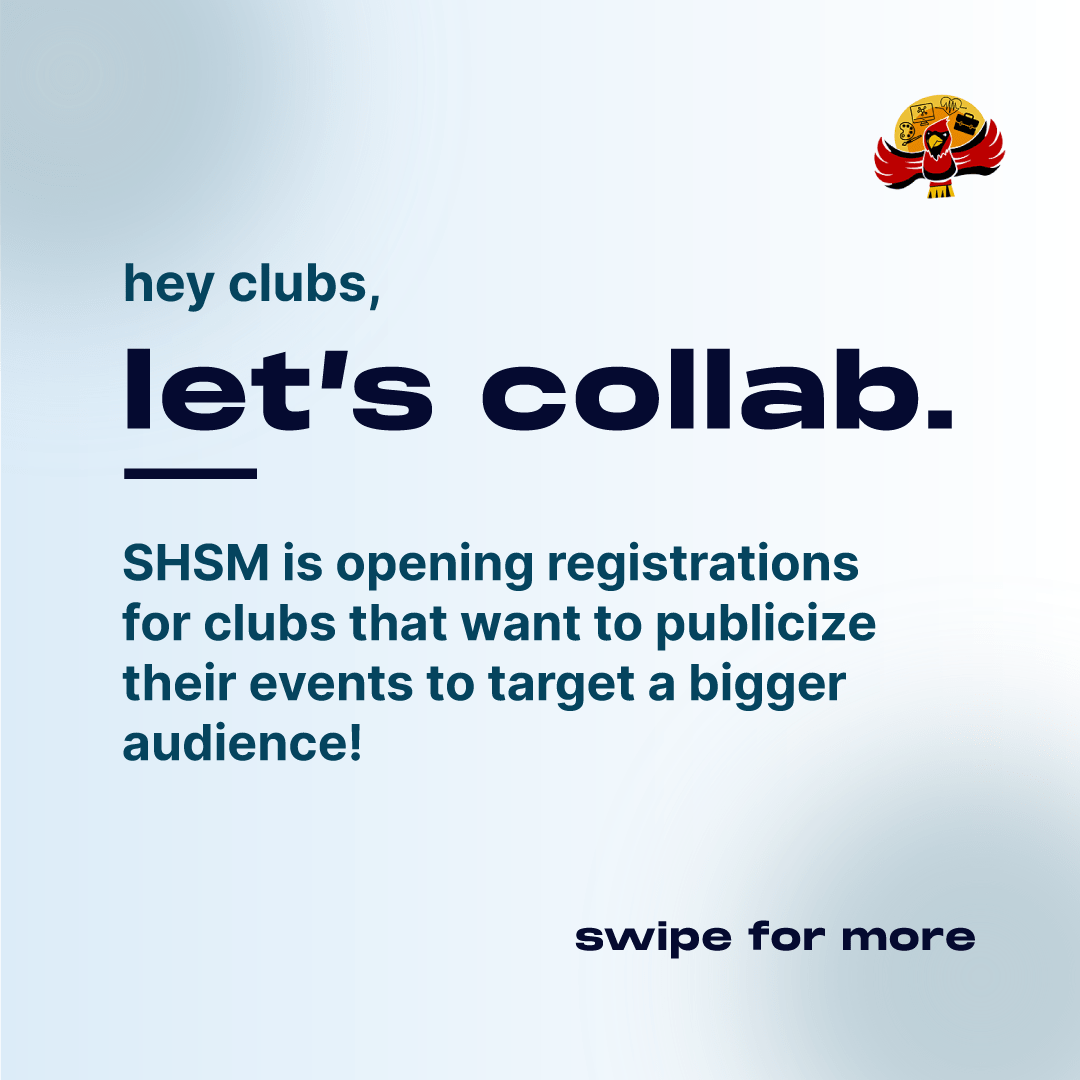 hey clubs,
let's collab.
SHSM is opening registrations
for clubs that want to publicize
their events to target a bigger
audience!
swipe for more